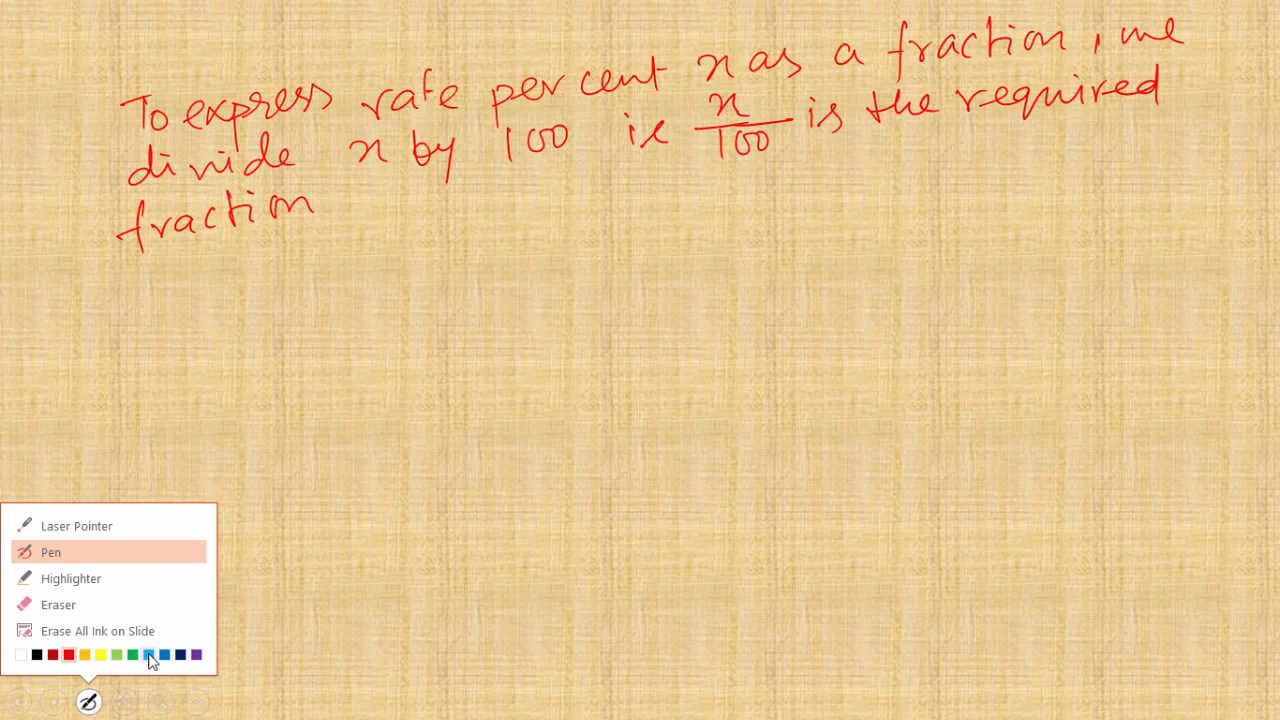 To express rate percent x as a fraction, we
divide x by 100 ie x/100 is the required
fraction
Laser Pointer
Pen
Highlighter
Eraser
Erase All Ink on Slide